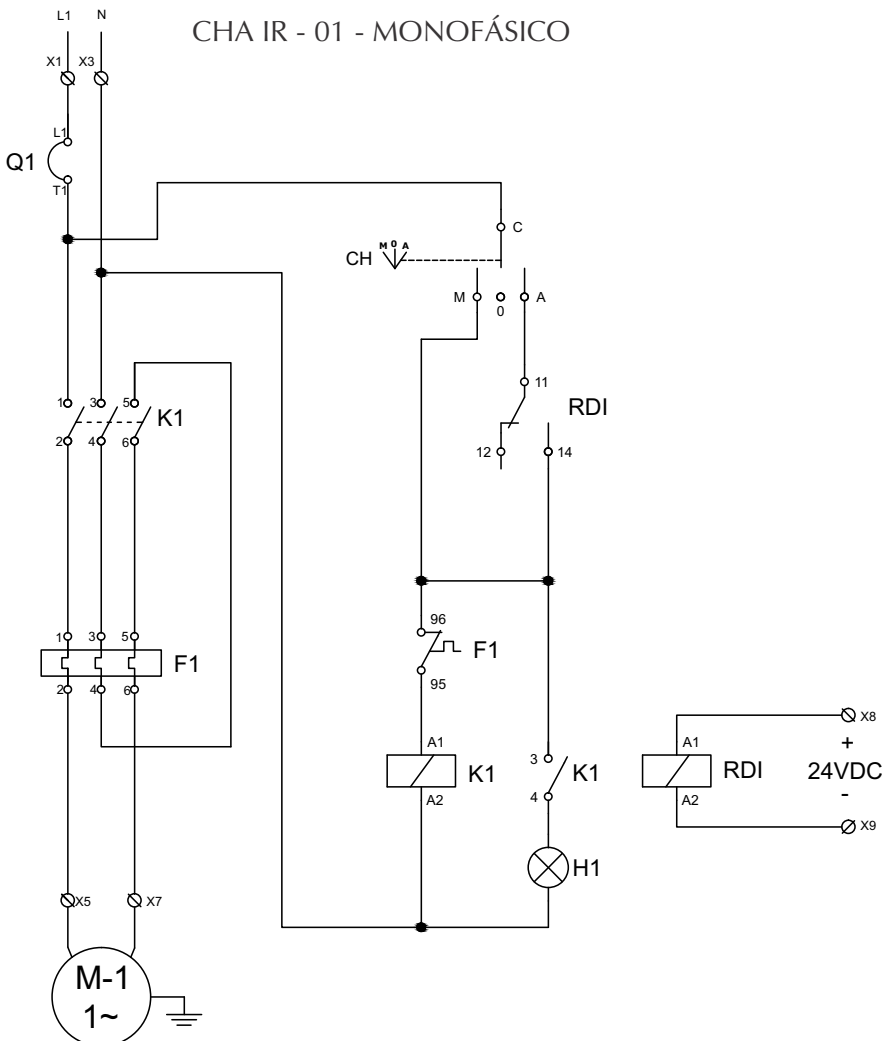 L1 N
CHA IR - 01 - MONOFÁSICO
X1 X3
L1
Q1
T1
C
CH M 0 A
M 0 A
11
RDI
12 14
1 3 5
K1
2 4 6
96
F1
95
1 3 5
F1
2 4 6
A1
K1
A2
3
K1
4
H1
A1
RDI
A2
X8
+
24VDC
-
X9
X5 X7
M-1
1~